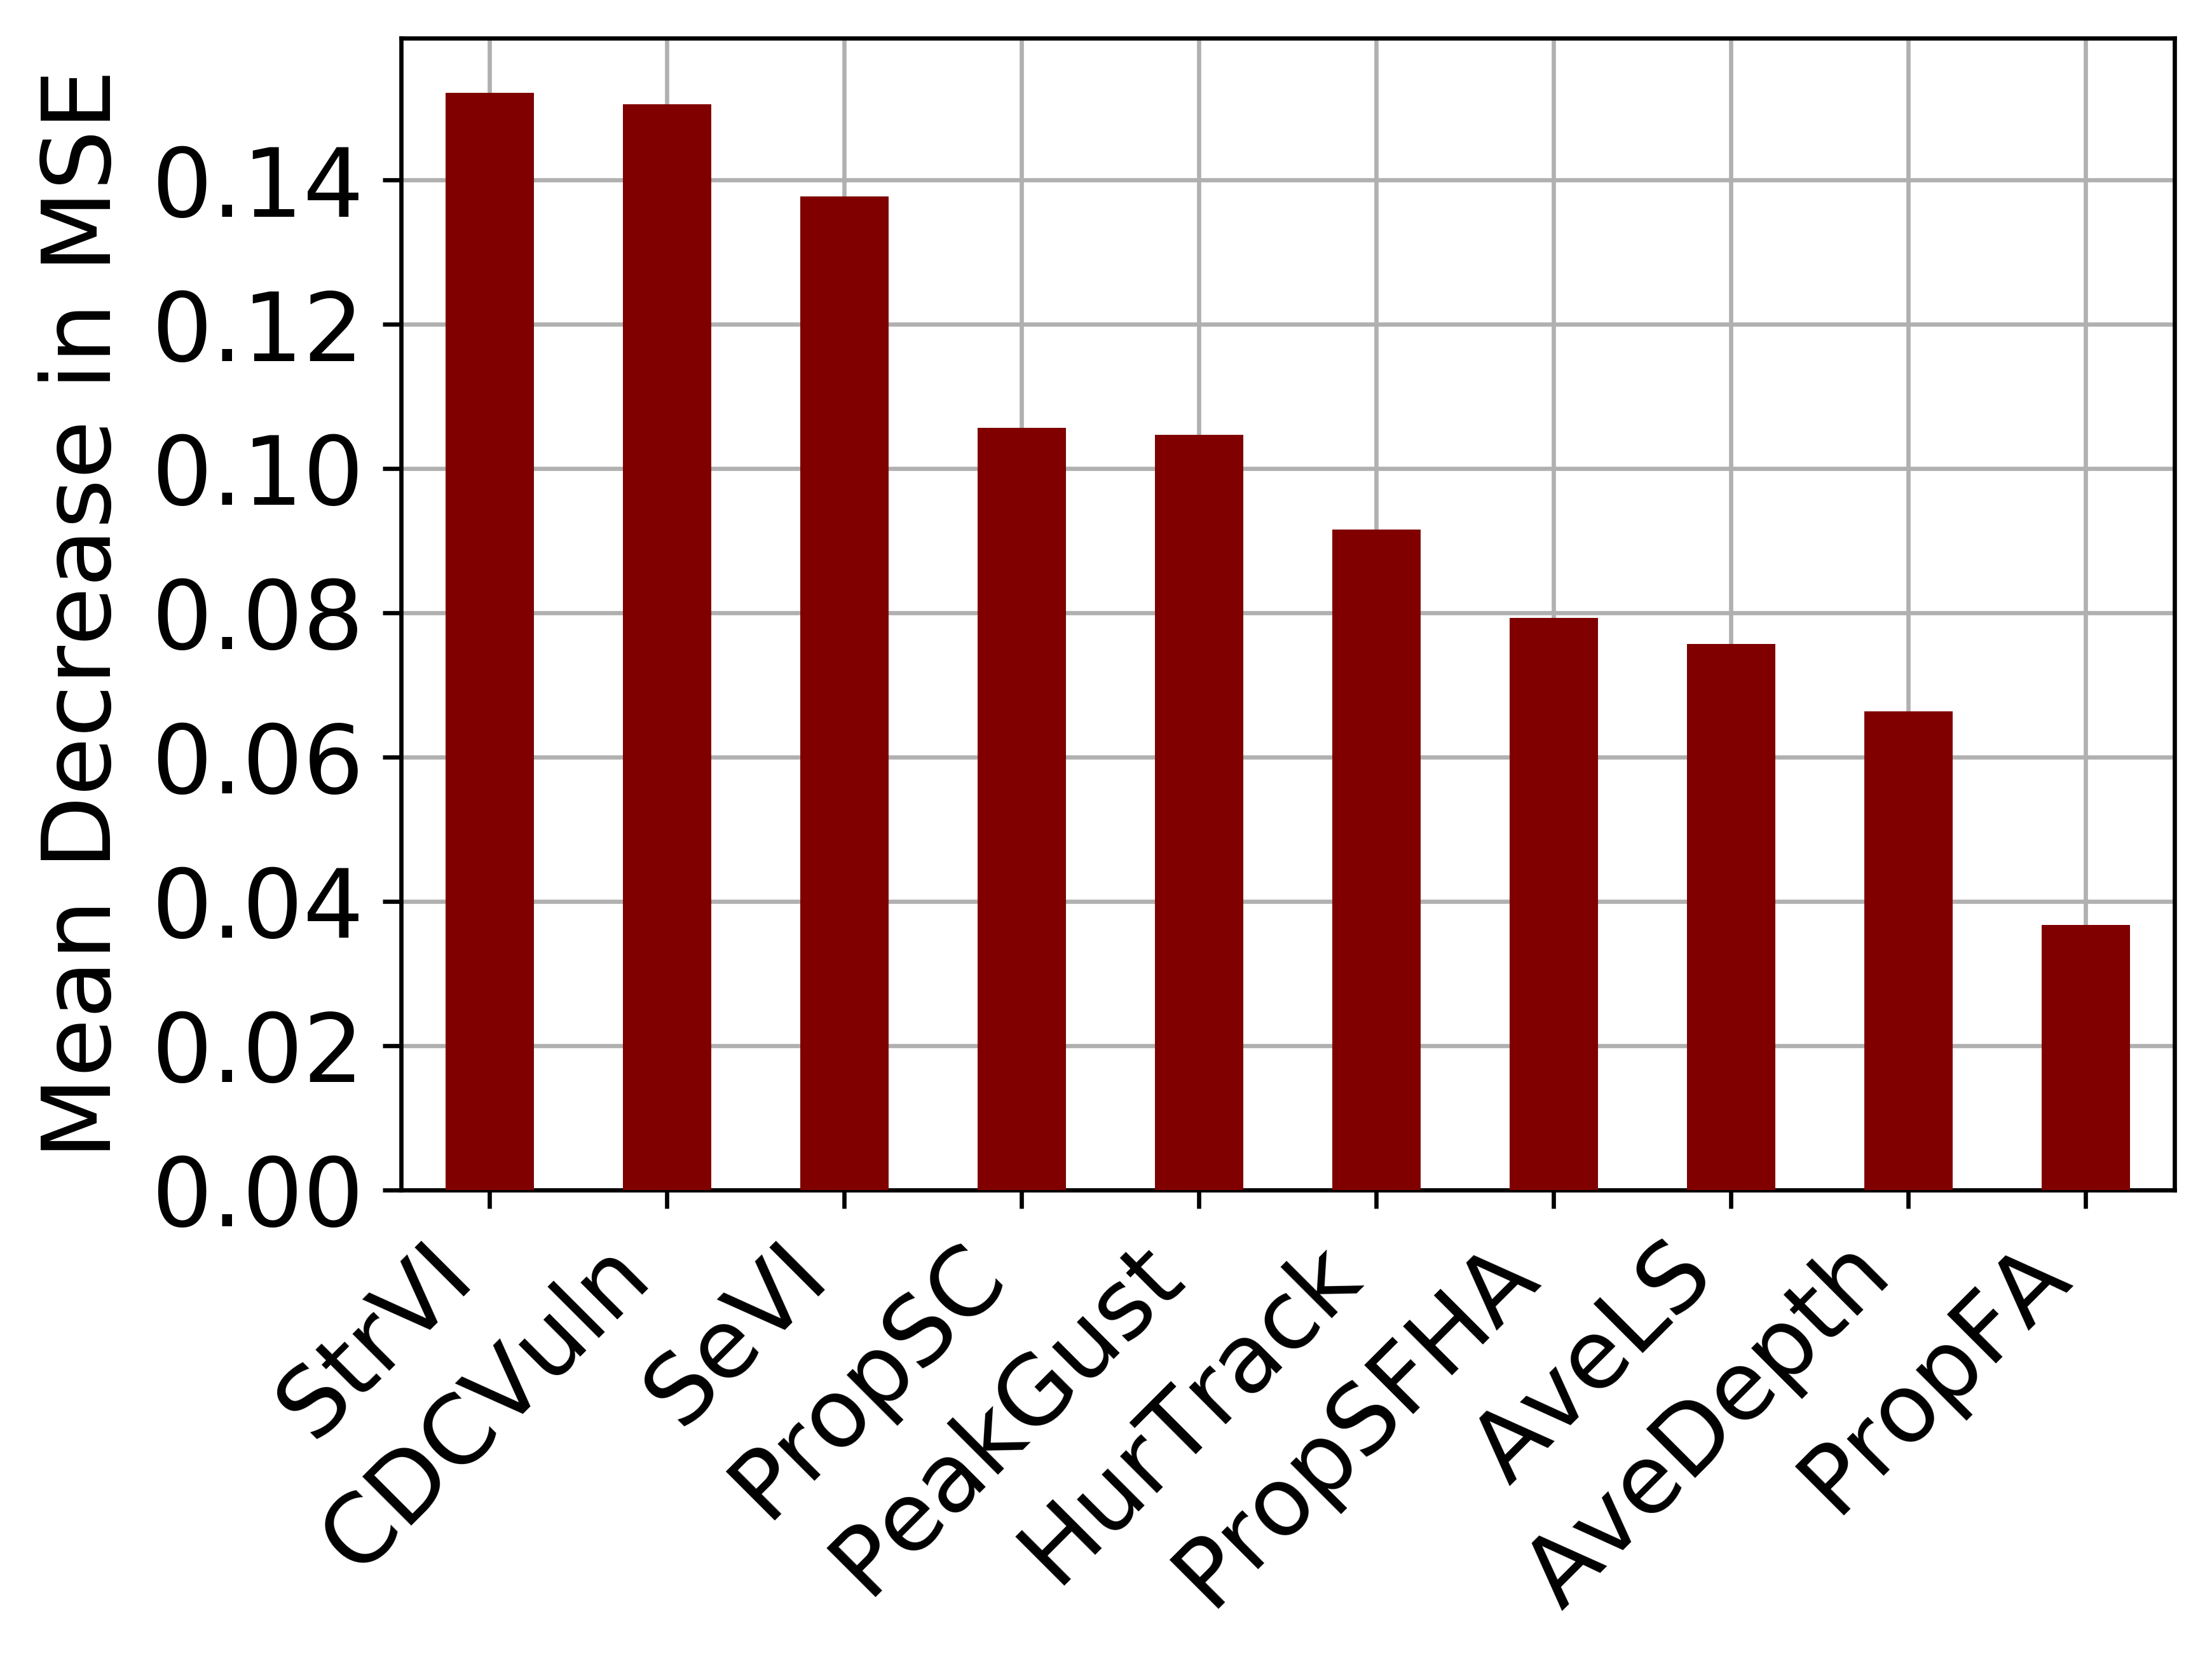 Mean Decrease in MSE
0.14
0.12
0.10
0.08
0.06
0.04
0.02
0.00
StrVI
CDCVuln
SeVI
PropSC
PeakGust
HurTrack
PropSFHA
AveLS
AveDepth
PropFA